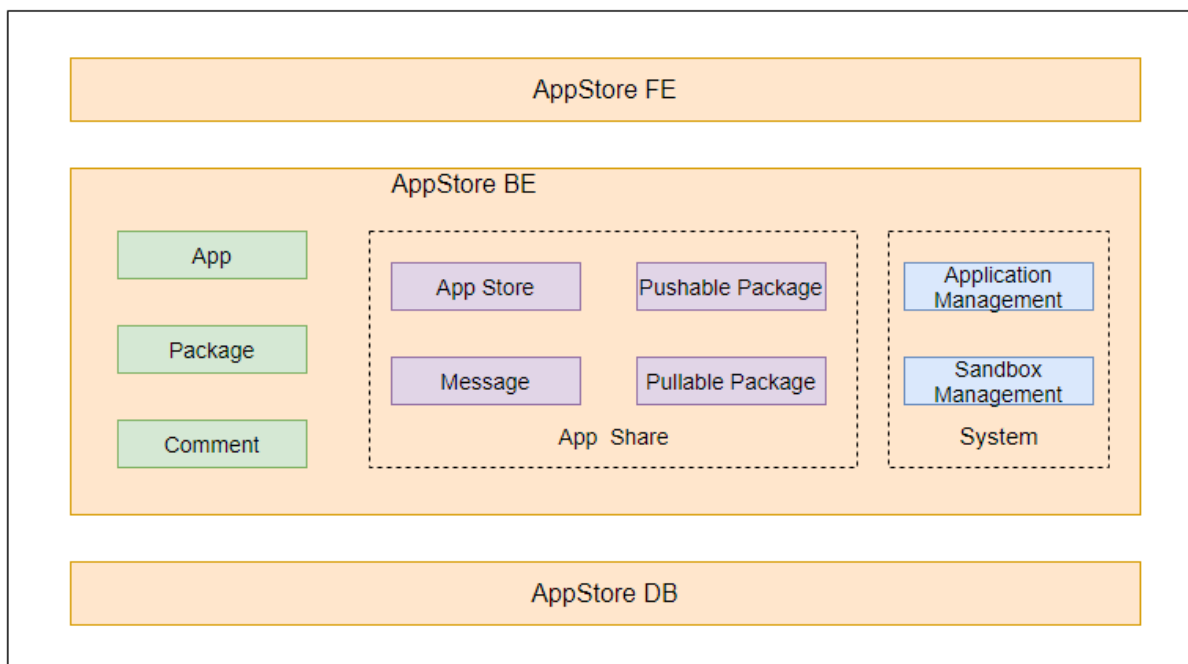 AppStore FE
AppStore BE
App
Package
Comment
App Store
Pushable Package
Message
Pullable Package
App Share
Application
Management
Sandbox
Management
System
AppStore DB